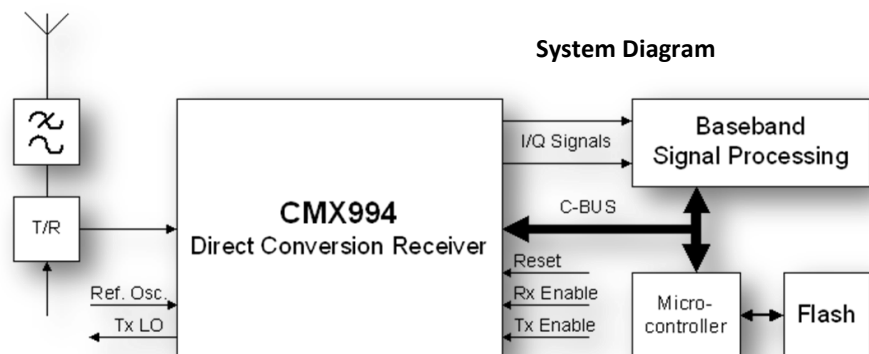 System Diagram
CMX994
Direct Conversion Receiver
T/R
Ref. Osc.
Tx LO
I/Q Signals
C-BUS
Reset
Rx Enable
Tx Enable
Baseband
Signal Processing
Micro-
controller
Flash